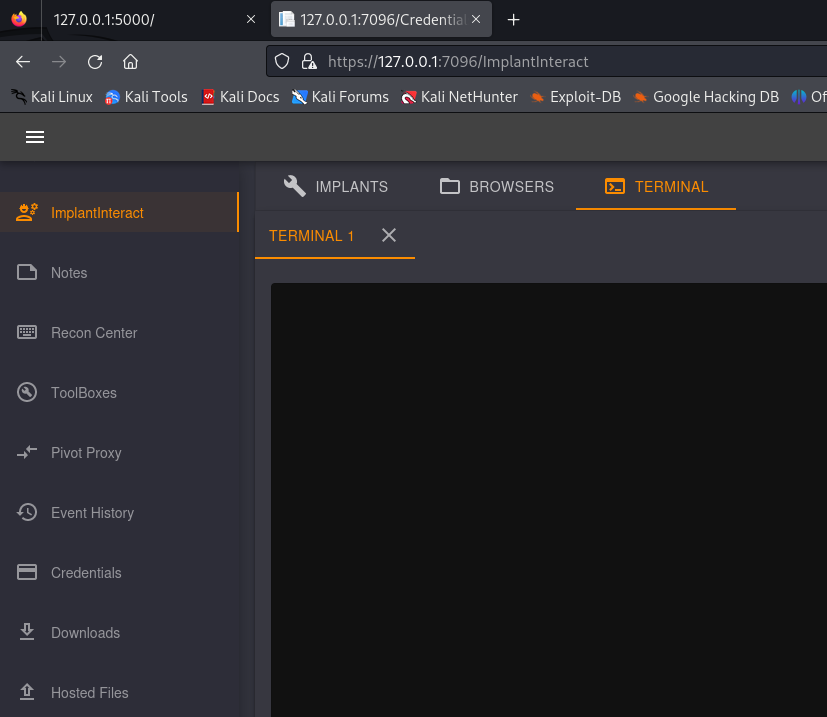 127.0.0.1:5000/
127.0.0.1:7096/Credential
https://127.0.0.1:7096/ImplantInteract
Kali Linux Kali Tools Kali Docs Kali Forums Kali NetHunter Exploit-DB Google Hacking DB Of
IMPLANTS BROWSERS TERMINAL
TERMINAL 1
ImplantInteract
Notes
Recon Center
ToolBoxes
Pivot Proxy
Event History
Credentials
Downloads
Hosted Files